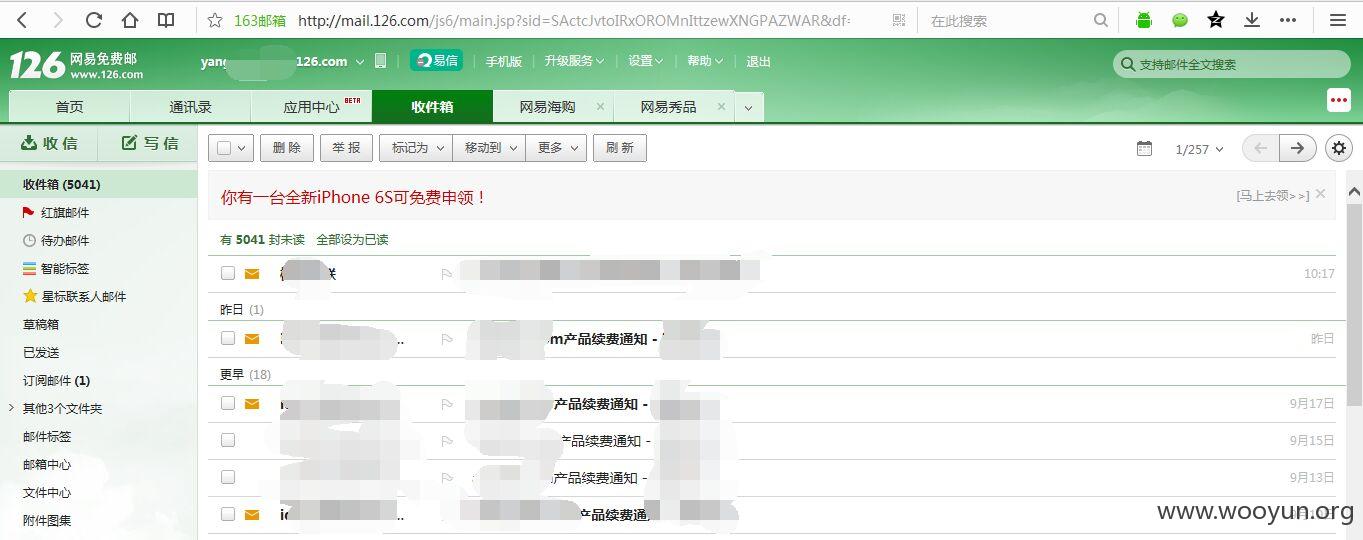 163邮箱 http://mail.126.com/js6/main.jsp?sid=SActcJvtoIRxOROMnIttzewXNGPAZWAR&df= 在此搜索
126 网易免费邮 www.126.com yang 126.com 易信 手机版 升级服务 设置 帮助 退出 支持邮件全文搜索
首页 通讯录 应用中心 BETA 收件箱 网易海购 × 网易秀品 ×
收信 写信 删除 举报 标记为 移动到 更多 刷新 1/257
收件箱 (5041)
你有一台全新iPhone 6S可免费申领！ [马上去领>>] ×
红旗邮件
待办邮件
有 5041 封未读 全部设为已读
智能标签
联 10:17
星标联系人邮件
昨日 (1)
草稿箱
.. om产品续费通知 - 昨日
已发送
更早 (18)
订阅邮件 (1)
其他3个文件夹
产品续费通知 - 9月17日
邮件标签
产品续费通知 - 9月15日
邮箱中心
产品续费通知 - 9月13日
文件中心
.. 产品续费通知
附件图集
www.wooyun.org